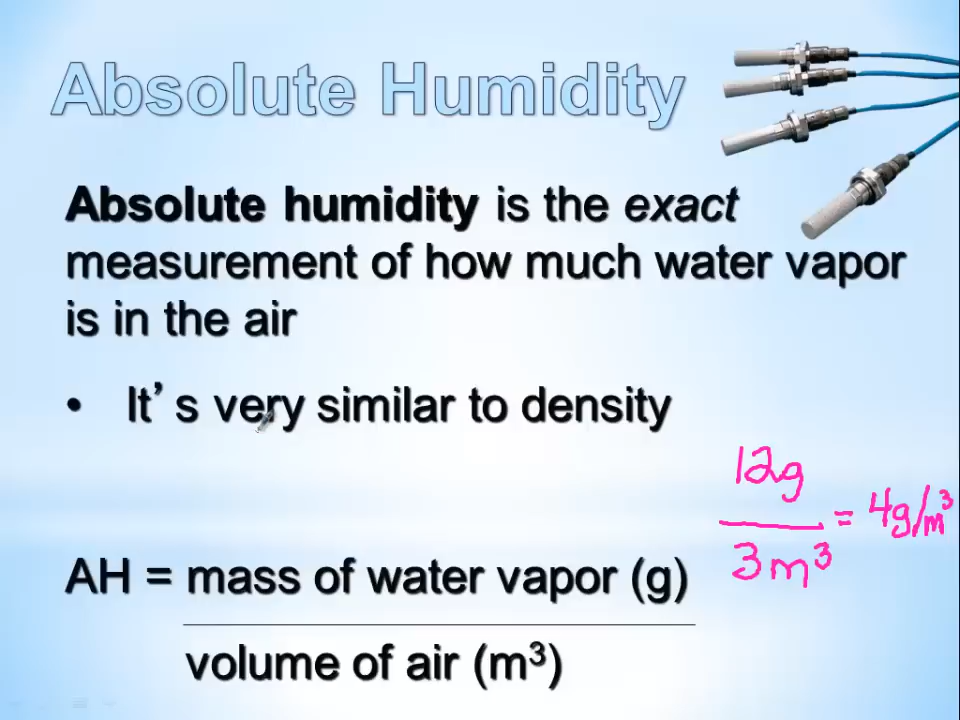 Absolute Humidity
Absolute humidity is the exact
measurement of how much water vapor
is in the air
• It’s very similar to density
12g
3m³
= 4g/m³
AH = mass of water vapor (g)
volume of air (m³)